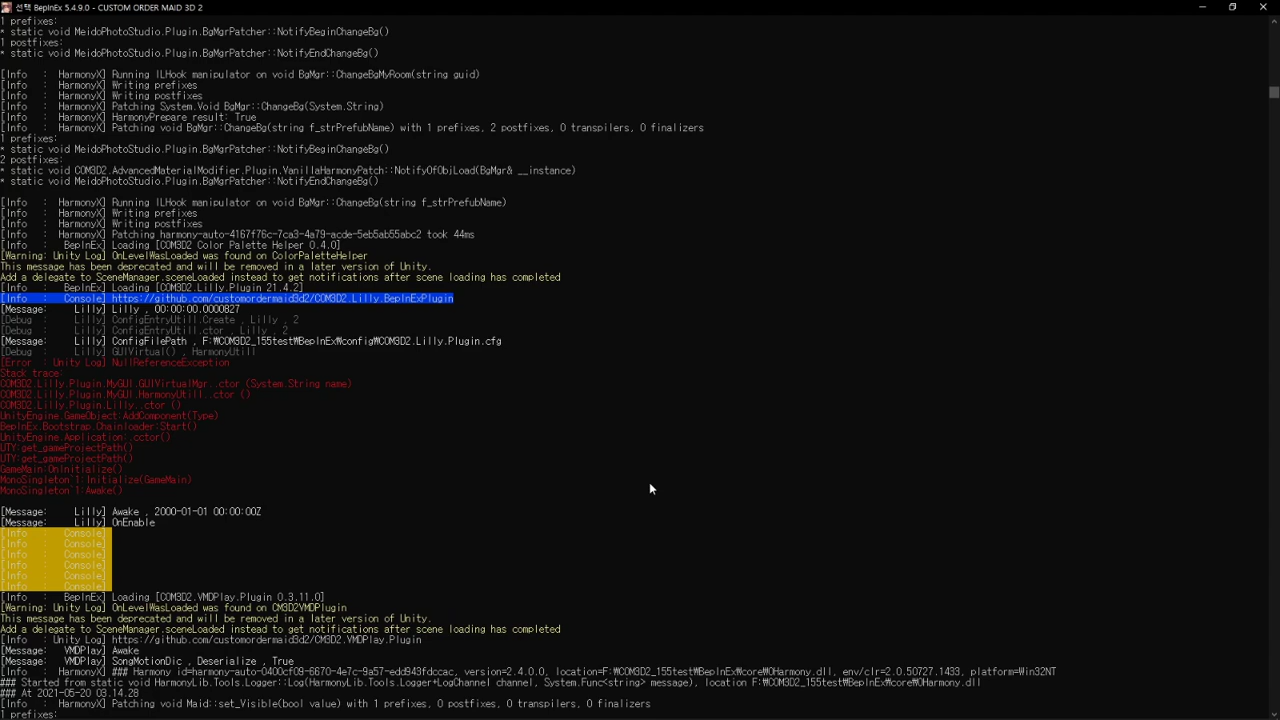 선택 BepInEx 5.4.9.0 - CUSTOM ORDER MAID 3D 2
1 prefixes:
* static void MeidoPhotoStudio.Plugin.BgMgrPatcher::NotifyBeginChangeBg()
1 postfixes:
* static void MeidoPhotoStudio.Plugin.BgMgrPatcher::NotifyEndChangeBg()
[Info   :  HarmonyX] Running ILHook manipulator on void BgMgr::ChangeBgMyRoom(string guid)
[Info   :  HarmonyX] Writing prefixes
[Info   :  HarmonyX] Writing postfixes
[Info   :  HarmonyX] Patching System.Void BgMgr::ChangeBg(System.String)
[Info   :  HarmonyX] HarmonyPrepare result: True
[Info   :  HarmonyX] Patching void BgMgr::ChangeBg(string f_strPrefubName) with 1 prefixes, 2 postfixes, 0 transpilers, 0 finalizers
1 prefixes:
* static void MeidoPhotoStudio.Plugin.BgMgrPatcher::NotifyBeginChangeBg()
2 postfixes:
* static void COM3D2.AdvancedMaterialModifier.Plugin.VanillaHarmonyPatch::NotifyOfObjLoad(BgMgr& __instance)
* static void MeidoPhotoStudio.Plugin.BgMgrPatcher::NotifyEndChangeBg()
[Info   :  HarmonyX] Running ILHook manipulator on void BgMgr::ChangeBg(string f_strPrefubName)
[Info   :  HarmonyX] Writing prefixes
[Info   :  HarmonyX] Writing postfixes
[Info   :  HarmonyX] Patching harmony-auto-4167f76c-7ca3-4a79-acde-5eb5ab55abc2 took 44ms
[Info   :   BepInEx] Loading [COM3D2 Color Palette Helper 0.4.0]
[Warning: Unity Log] OnLevelWasLoaded was found on ColorPaletteHelper
This message has been deprecated and will be removed in a later version of Unity.
Add a delegate to SceneManager.sceneLoaded instead to get notifications after scene loading has completed
[Info   :   BepInEx] Loading [COM3D2.Lilly.Plugin 21.4.2]
[Info   :   Console] https://github.com/customordermaid3d2/COM3D2.Lilly.BepInExPlugin
[Message:     Lilly] Lilly , 00:00:00.0000827
[Debug  :     Lilly] ConfigEntryUtill.Create , Lilly , 2
[Debug  :     Lilly] ConfigEntryUtill.ctor , Lilly , 2
[Message:     Lilly] ConfigFilePath , F:₩COM3D2_155test₩BepInEx₩config₩COM3D2.Lilly.Plugin.cfg
[Debug  :     Lilly] GUIVirtual() , HarmonyUtill
[Error  : Unity Log] NullReferenceException
Stack trace:
COM3D2.Lilly.Plugin.MyGUI.GUIVirtualMgr..ctor (System.String name)
COM3D2.Lilly.Plugin.MyGUI.HarmonyUtill..ctor ()
COM3D2.Lilly.Plugin.Lilly..ctor ()
UnityEngine.GameObject:AddComponent(Type)
BepInEx.Bootstrap.Chainloader:Start()
UnityEngine.Application:.cctor()
UTY:get_gameProjectPath()
UTY:get_gameProjectPath()
GameMain:OnInitialize()
MonoSingleton`1:Initialize(GameMain)
MonoSingleton`1:Awake()
[Message:     Lilly] Awake , 2000-01-01 00:00:00Z
[Message:     Lilly] OnEnable
[Info   :   Console]
[Info   :   Console]
[Info   :   Console]
[Info   :   Console]
[Info   :   Console]
[Info   :   Console]
[Info   :   BepInEx] Loading [COM3D2.VMDPlay.Plugin 0.3.11.0]
[Warning: Unity Log] OnLevelWasLoaded was found on CM3D2VMDPlugin
This message has been deprecated and will be removed in a later version of Unity.
Add a delegate to SceneManager.sceneLoaded instead to get notifications after scene loading has completed
[Info   : Unity Log] https://github.com/customordermaid3d2/CM3D2.VMDPlay.Plugin
[Message:   VMDPlay] Awake
[Message:   VMDPlay] SongMotionDic , Deserialize , True
[Info   :  HarmonyX] ### Harmony id=harmony-auto-0400cf09-6670-4e7c-9a57-edd943fdccac, version=2.4.0.0, location=F:₩COM3D2_155test₩BepInEx₩core₩0Harmony.dll, env/clr=2.0.50727.1433, platform=Win32NT
### Started from static void HarmonyLib.Tools.Logger::Log(HarmonyLib.Tools.Logger+LogChannel channel, System.Func<string> message), location F:₩COM3D2_155test₩BepInEx₩core₩0Harmony.dll
### At 2021-05-20 03.14.28
[Info   :  HarmonyX] Patching void Maid::set_Visible(bool value) with 1 prefixes, 0 postfixes, 0 transpilers, 0 finalizers
1 prefixes: